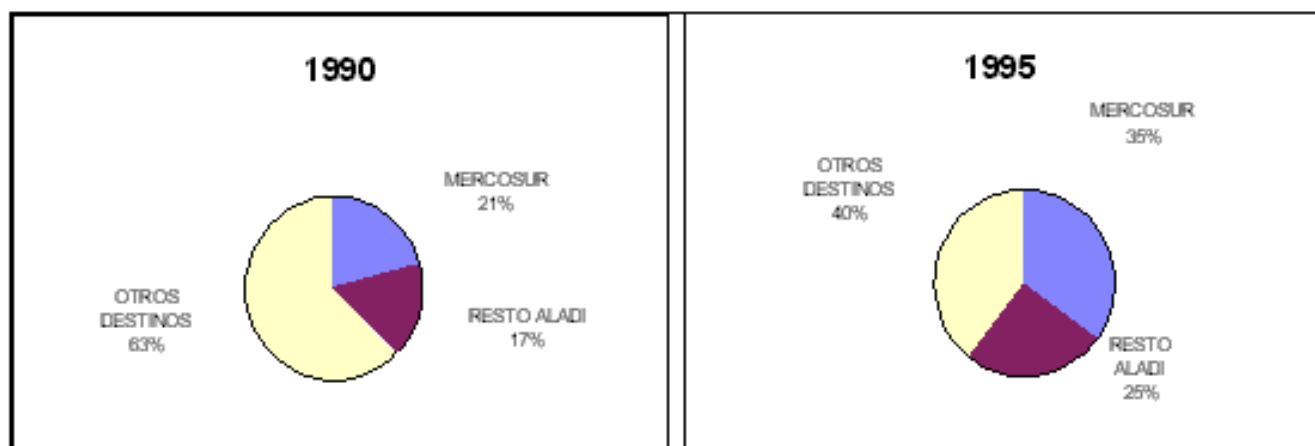 1990
MERCOSUR
21%
RESTO ALADI
17%
OTROS
DESTINOS
63%
1995
MERCOSUR
35%
OTROS
DESTINOS
40%
RESTO
ALADI
25%